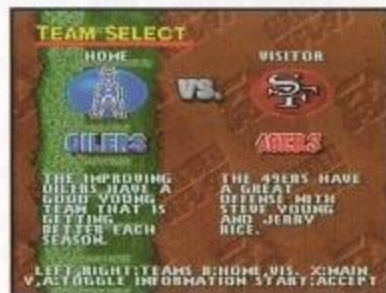 TEAM SELECT
HOME
VISITOR
VS.
SF
OILERS
49ERS
THE IMPROVING
OILERS HAVE A
GOOD YOUNG
TEAM THAT IS
GETTING
BETTER EACH
SEASON.
THE 49ERS HAVE
A GREAT
OFFENSE WITH
STEVE YOUNG
AND JERRY
RICE.
LEFT/RIGHT:TEAMS B:HOME,VIS. X:MAIN
Y,A:TOGGLE INFORMATION START:ACCEPT